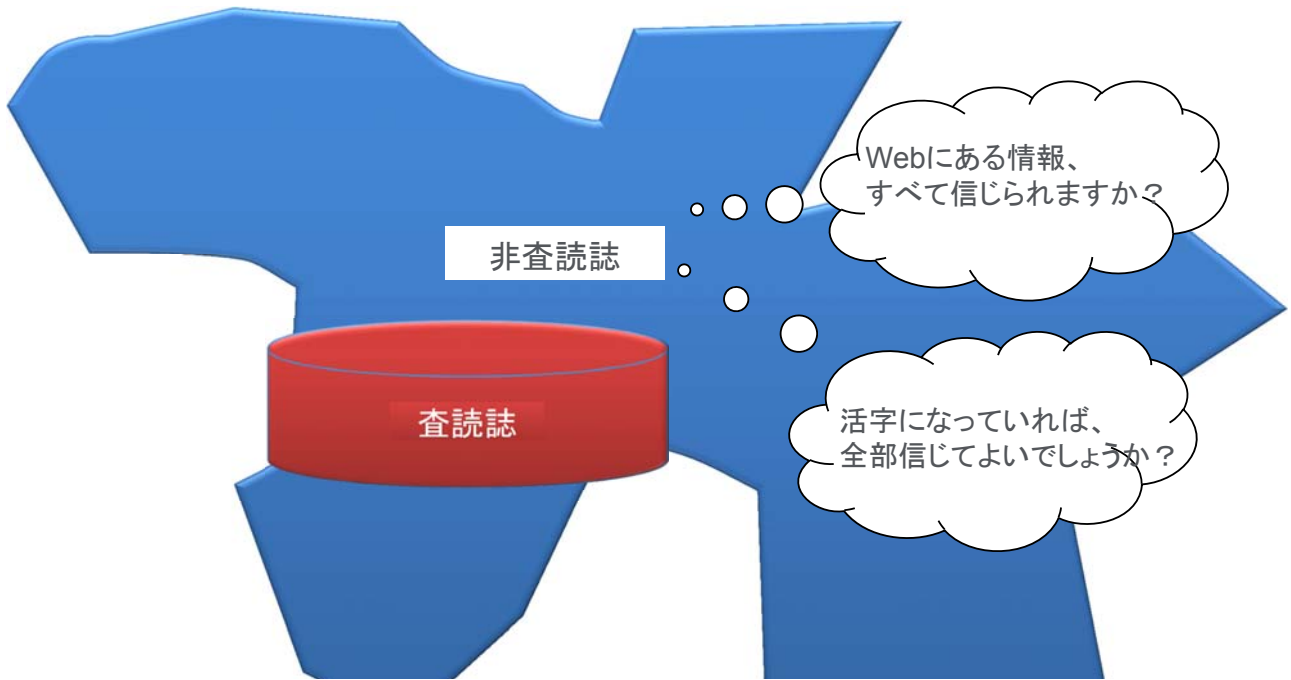 Webにある情報、
すべて信じられますか？
非査読誌
査読誌
活字になっていれば、
全部信じてよいでしょうか？